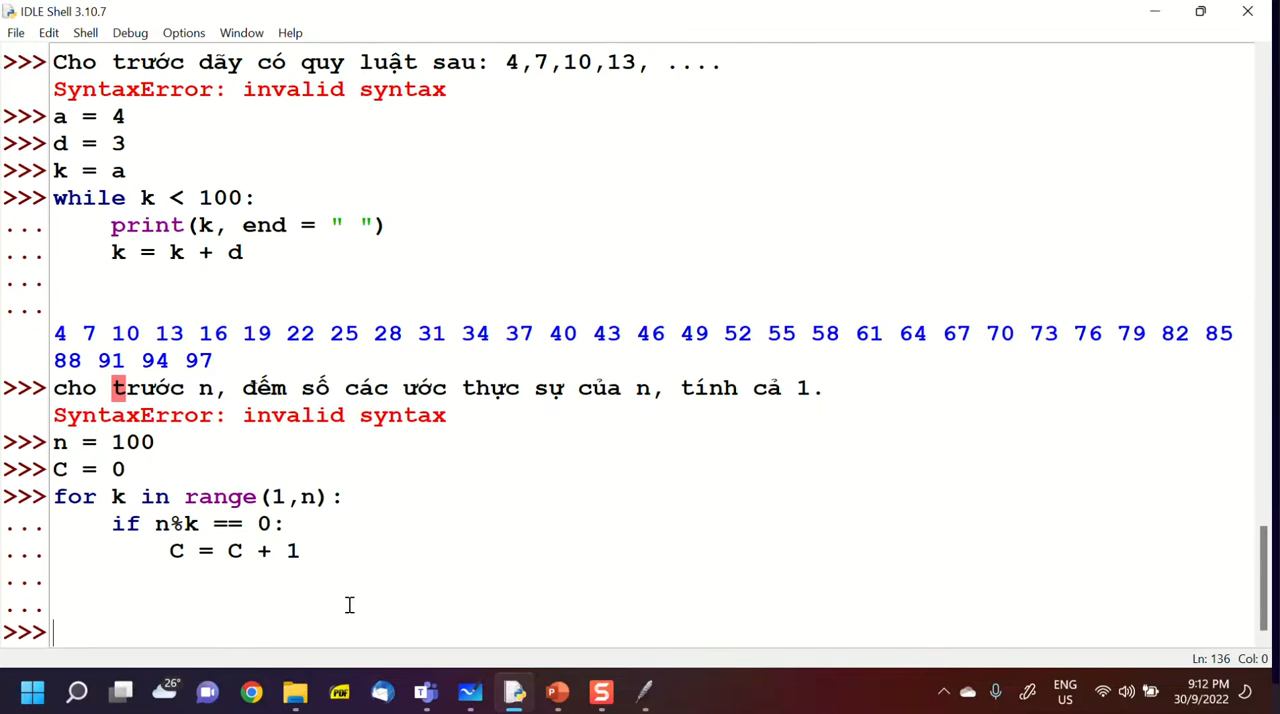 IDLE Shell 3.10.7
File Edit Shell Debug Options Window Help
>>> Cho trước dãy có quy luật sau: 4,7,10,13, ....
SyntaxError: invalid syntax
>>> a = 4
>>> d = 3
>>> k = a
>>> while k < 100:
... print(k, end = " ")
... k = k + d
...
...
4 7 10 13 16 19 22 25 28 31 34 37 40 43 46 49 52 55 58 61 64 67 70 73 76 79 82 85
88 91 94 97
>>> cho trước n, đếm số các ước thực sự của n, tính cả 1.
SyntaxError: invalid syntax
>>> n = 100
>>> C = 0
>>> for k in range(1,n):
... if n%k == 0:
... C = C + 1
...
...
>>>
Ln: 136 Col: 0
26°
PDF
ENG
US
9:12 PM
30/9/2022